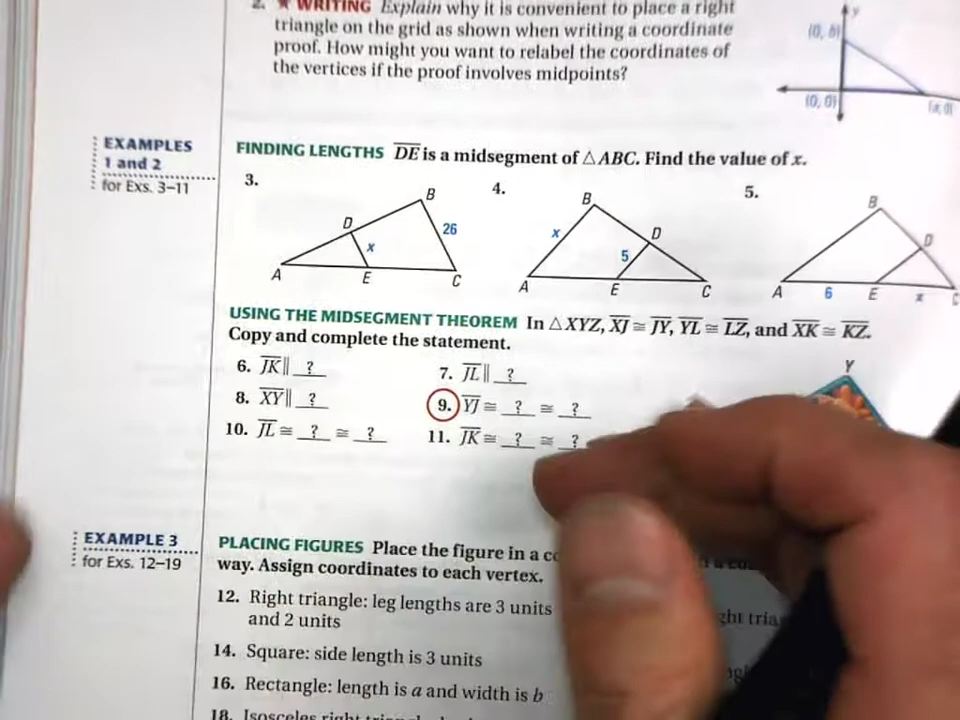 2. ★ WRITING Explain why it is convenient to place a right
triangle on the grid as shown when writing a coordinate
proof. How might you want to relabel the coordinates of
the vertices if the proof involves midpoints?
y
(0, b)
(0, 0)
(a, 0)
EXAMPLES
1 and 2
for Exs. 3–11
FINDING LENGTHS DE is a midsegment of △ABC. Find the value of x.
3.
B
D
26
x
A
E
C
4.
B
x
D
5
A
E
C
5.
B
D
A
6
E
x
C
USING THE MIDSEGMENT THEOREM In △XYZ, XJ ≅ JY, YL ≅ LZ, and XK ≅ KZ.
Copy and complete the statement.
6. JK ∥ ?
7. JL ∥ ?
8. XY ∥ ?
9. YJ ≅ ? ≅ ?
10. JL ≅ ? ≅ ?
11. JK ≅ ? ≅ ?
Y
EXAMPLE 3
for Exs. 12–19
PLACING FIGURES Place the figure in a
way. Assign coordinates to each vertex.
12. Right triangle: leg lengths are 3 units
and 2 units
14. Square: side length is 3 units
16. Rectangle: length is a and width is b
18. Isosceles right